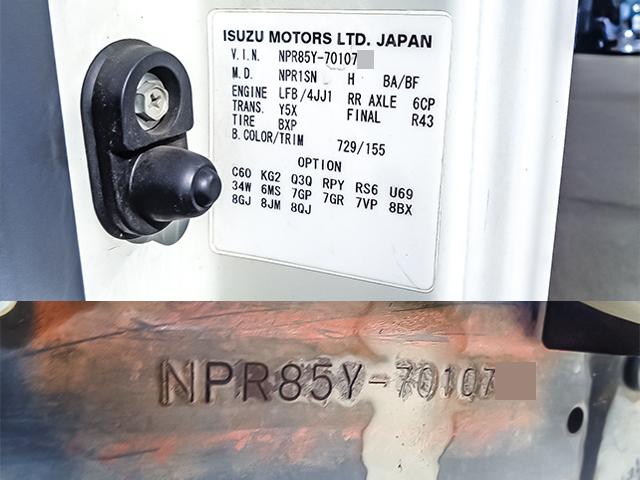 ISUZU MOTORS LTD. JAPAN
V.I.N. NPR85Y-70107
M.D. NPR1SN H BA/BF
ENGINE LFB/4JJ1 RR AXLE 6CP
TRANS. Y5X FINAL R43
TIRE BXP
B.COLOR/TRIM 729/155
OPTION
C60 KG2 Q3Q RPY RS6 U69
34W 6MS 7GP 7GR 7VP 8BX
8GJ 8JM 8QJ
NPR85Y-70107